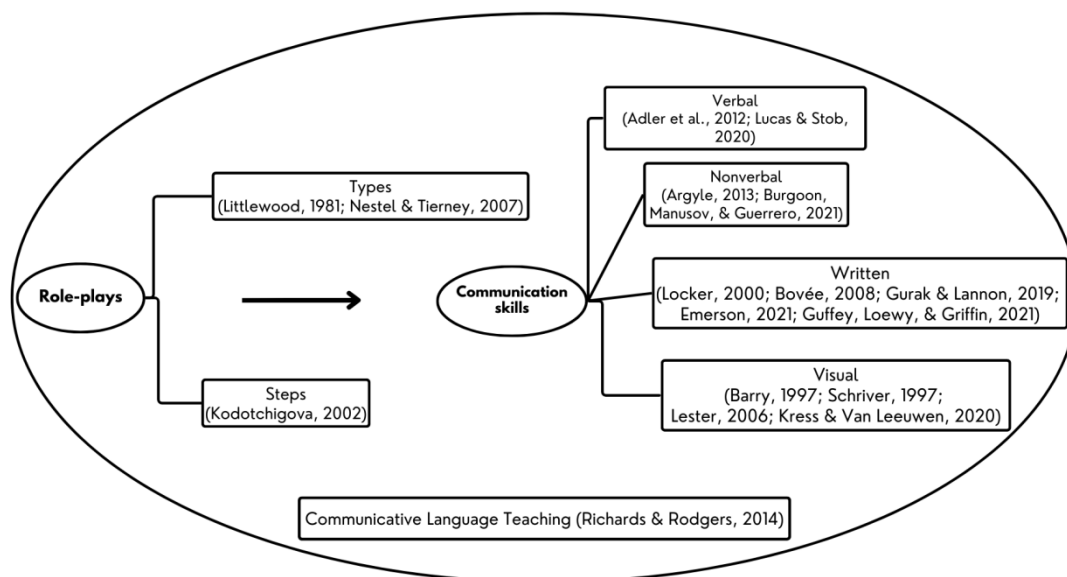 Role-plays
Types
(Littlewood, 1981; Nestel & Tierney, 2007)
Steps
(Kodotchigova, 2002)
Communication
skills
Verbal
(Adler et al., 2012; Lucas & Stob,
2020)
Nonverbal
(Argyle, 2013; Burgoon,
Manusov, & Guerrero, 2021)
Written
(Locker, 2000; Bovée, 2008; Gurak & Lannon, 2019;
Emerson, 2021; Guffey, Loewy, & Griffin, 2021)
Visual
(Barry, 1997; Schriver, 1997;
Lester, 2006; Kress & Van Leeuwen, 2020)
Communicative Language Teaching (Richards & Rodgers, 2014)